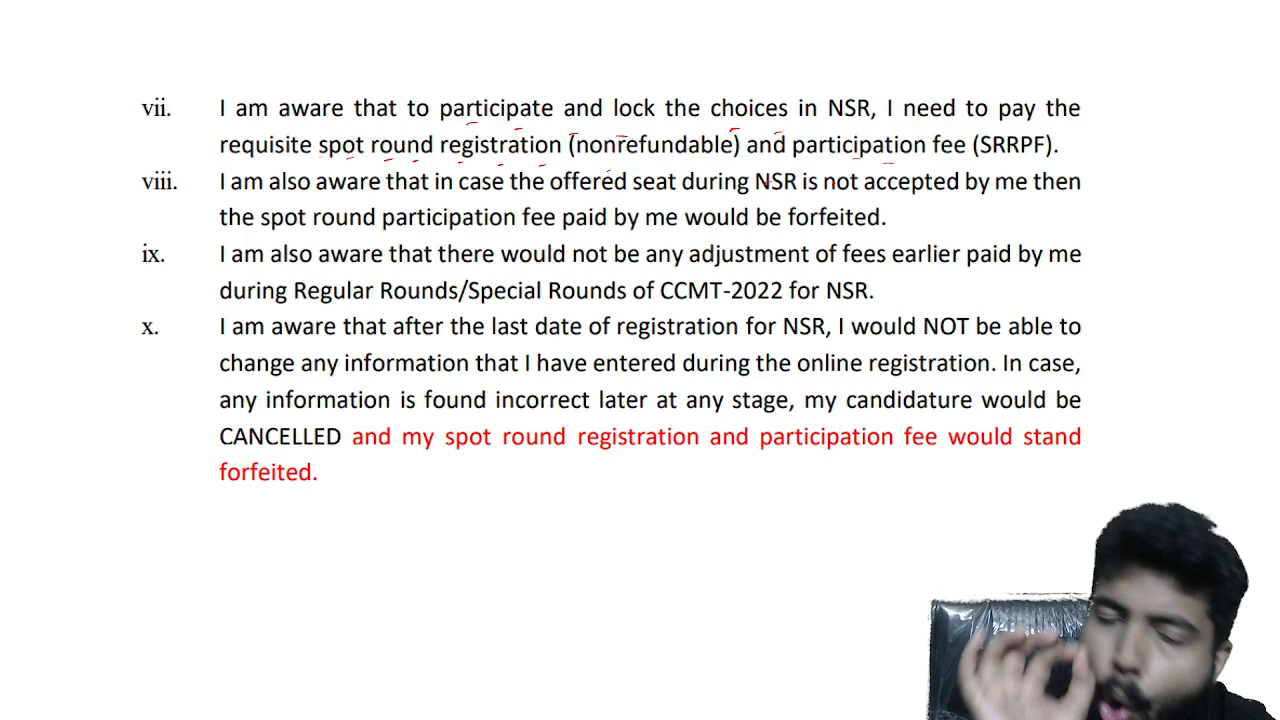 vii. I am aware that to participate and lock the choices in NSR, I need to pay the
requisite spot round registration (nonrefundable) and participation fee (SRRPF).
viii. I am also aware that in case the offered seat during NSR is not accepted by me then
the spot round participation fee paid by me would be forfeited.
ix. I am also aware that there would not be any adjustment of fees earlier paid by me
during Regular Rounds/Special Rounds of CCMT-2022 for NSR.
x. I am aware that after the last date of registration for NSR, I would NOT be able to
change any information that I have entered during the online registration. In case,
any information is found incorrect later at any stage, my candidature would be
CANCELLED and my spot round registration and participation fee would stand
forfeited.